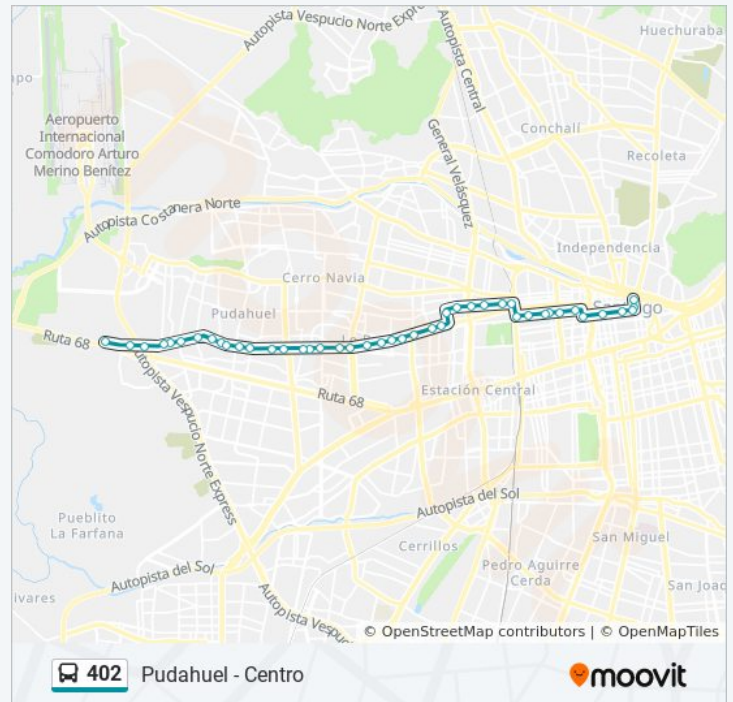 Autopista Vespucio Norte Expre
Huechuraba
Autopista Central
Aeropuerto
Internacional
Comodoro Arturo
Merino Benítez
Conchalí
General Velásquez
Recoleta
Autopista Costanera Norte
Independencia
Cerro Navia
Pudahuel
Ruta 68
Autopista Vespucio Norte Express
Ruta 68
Estación Central
Autopista del Sol
Pueblito
La Farfana
Cerrillos
San Miguel
Pedro Aguirre
Cerda
Autopista del Sol
San Joac
ivares
Autopista Vespuc
© OpenStreetMap contributors | © OpenMapTiles
402 Pudahuel - Centro
moovit